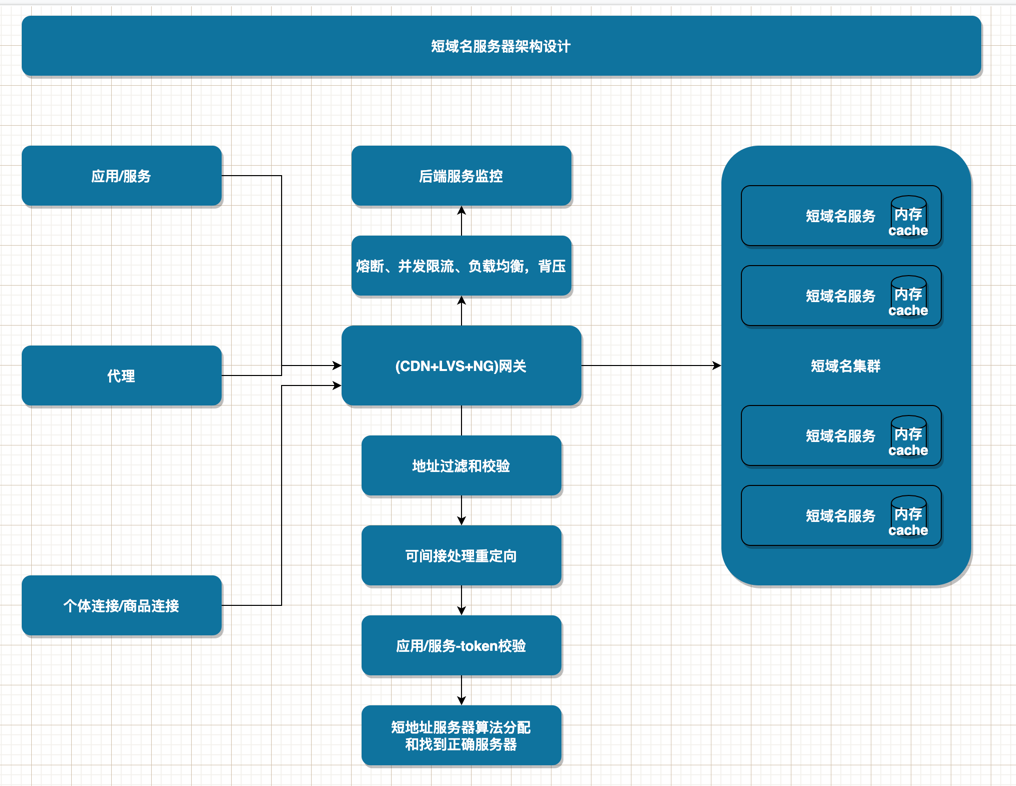 短域名服务器架构设计
应用/服务
代理
个体连接/商品连接
后端服务监控
熔断、并发限流、负载均衡，背压
(CDN+LVS+NG)网关
地址过滤和校验
可间接处理重定向
应用/服务-token校验
短地址服务器算法分配
和找到正确服务器
短域名服务
内存
cache
短域名服务
内存
cache
短域名集群
短域名服务
内存
cache
短域名服务
内存
cache